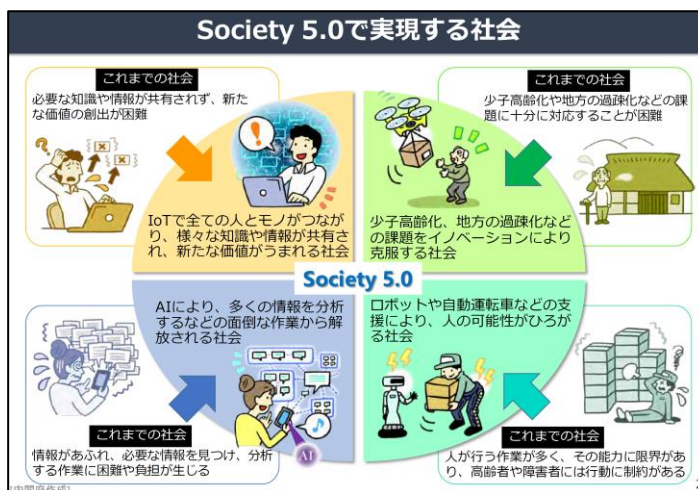 Society 5.0で実現する社会
これまでの社会
必要な知識や情報が共有されず、新た
な価値の創出が困難
IoTで全ての人とモノがつなが
り、様々な知識や情報が共有さ
れ、新たな価値がうまれる社会
これまでの社会
少子高齢化や地方の過疎化などの課
題に十分に対応することが困難
少子高齢化、地方の過疎化など
の課題をイノベーションにより
克服する社会
Society 5.0
AIにより、多くの情報を分析
するなどの面倒な作業から解
放される社会
AI
これまでの社会
情報があふれ、必要な情報を見つけ、分析
する作業に困難や負担が生じる
ロボットや自動運転車などの支
援により、人の可能性がひろが
る社会
これまでの社会
人が行う作業が多く、その能力に限界があ
り、高齢者や障害者には行動に制約がある